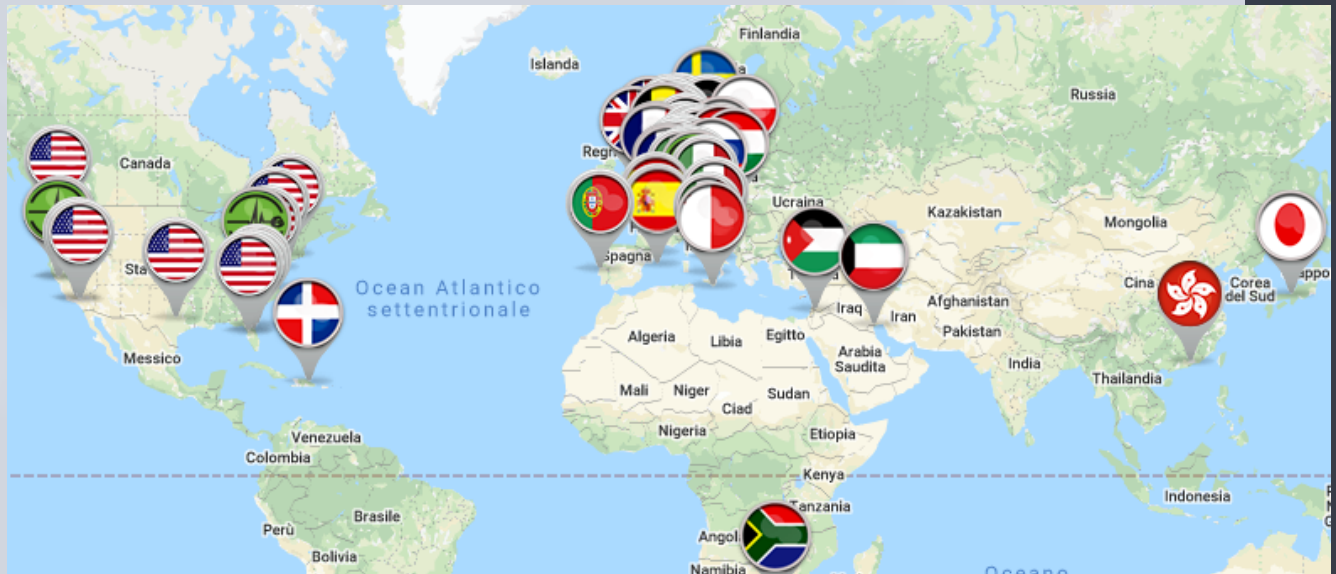 Finlandia
Islanda
Russia
Canada
Ucraina
Kazakistan
Mongolia
Spagna
Ocean Atlantico
settentrionale
Iraq
Iran
Afghanistan
Pakistan
Cina
Corea
del Sud
Algeria
Libia
Egitto
Arabia
Saudita
India
Thailandia
Messico
Mali
Niger
Ciad
Sudan
Nigeria
Etiopia
Venezuela
Colombia
Kenya
Tanzania
Indonesia
Perù
Brasile
Bolivia
Angol
Namibia
Oceano